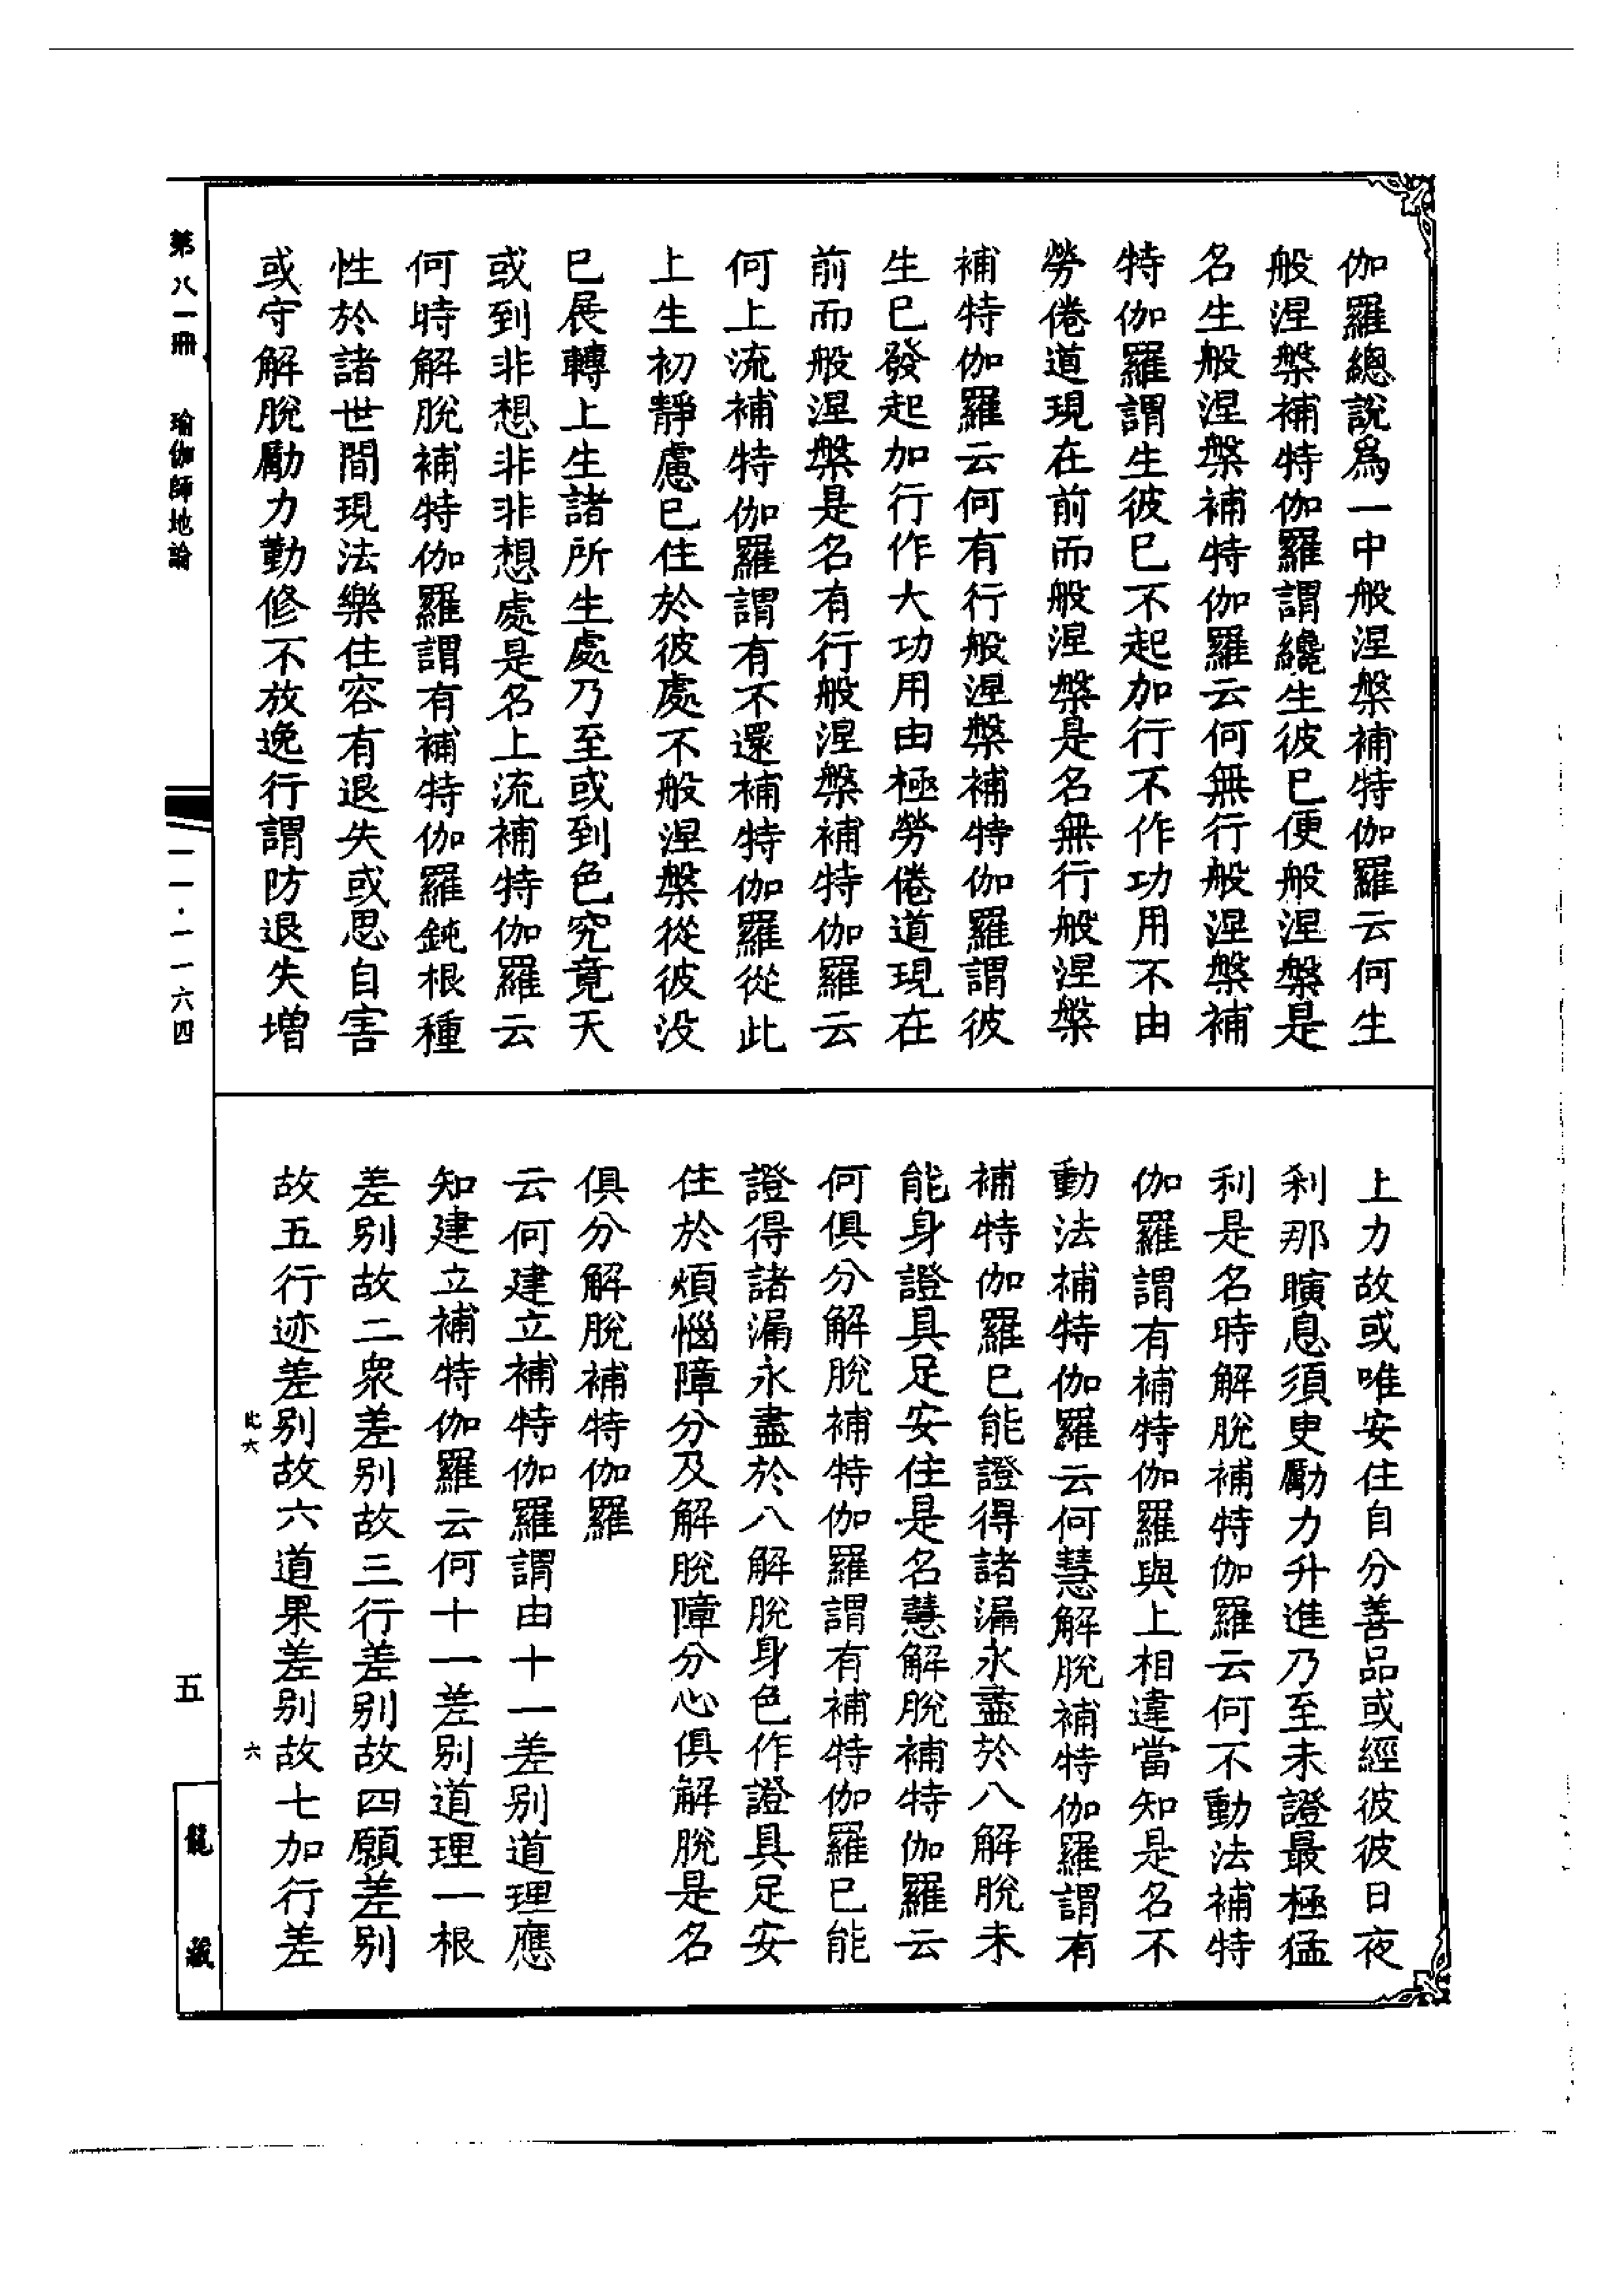 伽羅總說爲一中般涅槃補特伽羅云何生
般涅槃補特伽羅謂纔生彼已便般涅槃是
名生般涅槃補特伽羅云何無行般涅槃補
特伽羅謂生彼已不起加行不作功用不由
勞倦道現在前而般涅槃是名無行般涅槃
補特伽羅云何有行般涅槃補特伽羅謂彼
生已發起加行作大功用由極勞倦道現在
前而般涅槃是名有行般涅槃補特伽羅云
何上流補特伽羅謂有不還補特伽羅從此
上生初靜慮已住於彼處不般涅槃從彼沒
已展轉上生諸所生處乃至或到色究竟天
或到非想非非想處是名上流補特伽羅云
何時解脫補特伽羅謂有補特伽羅鈍根種
性於諸世間現法樂住容有退失或思自害
或守解脫勵力勤修不放逸行謂防退失增
上力故或唯安住自分善品或經彼彼日夜
刹那瞚息須臾勵力升進乃至未證最極猛
利是名時解脫補特伽羅云何不動法補特
伽羅謂有補特伽羅與上相違當知是名不
動法補特伽羅云何慧解脫補特伽羅謂有
補特伽羅已能證得諸漏永盡於八解脫未
能身證具足安住是名慧解脫補特伽羅云
何俱分解脫補特伽羅謂有補特伽羅已能
證得諸漏永盡於八解脫身色作證具足安
住於煩惱障分及解脫障分心俱解脫是名
俱分解脫補特伽羅
云何建立補特伽羅謂由十一差別道理應
知建立補特伽羅云何十一差別道理一根
差別故二衆差別故三行差別故四願差別
故五行迹差別故六道果差別故七加行差
此六
六
第八一冊
瑜伽師地論
一一·一一六四
五
龍藏